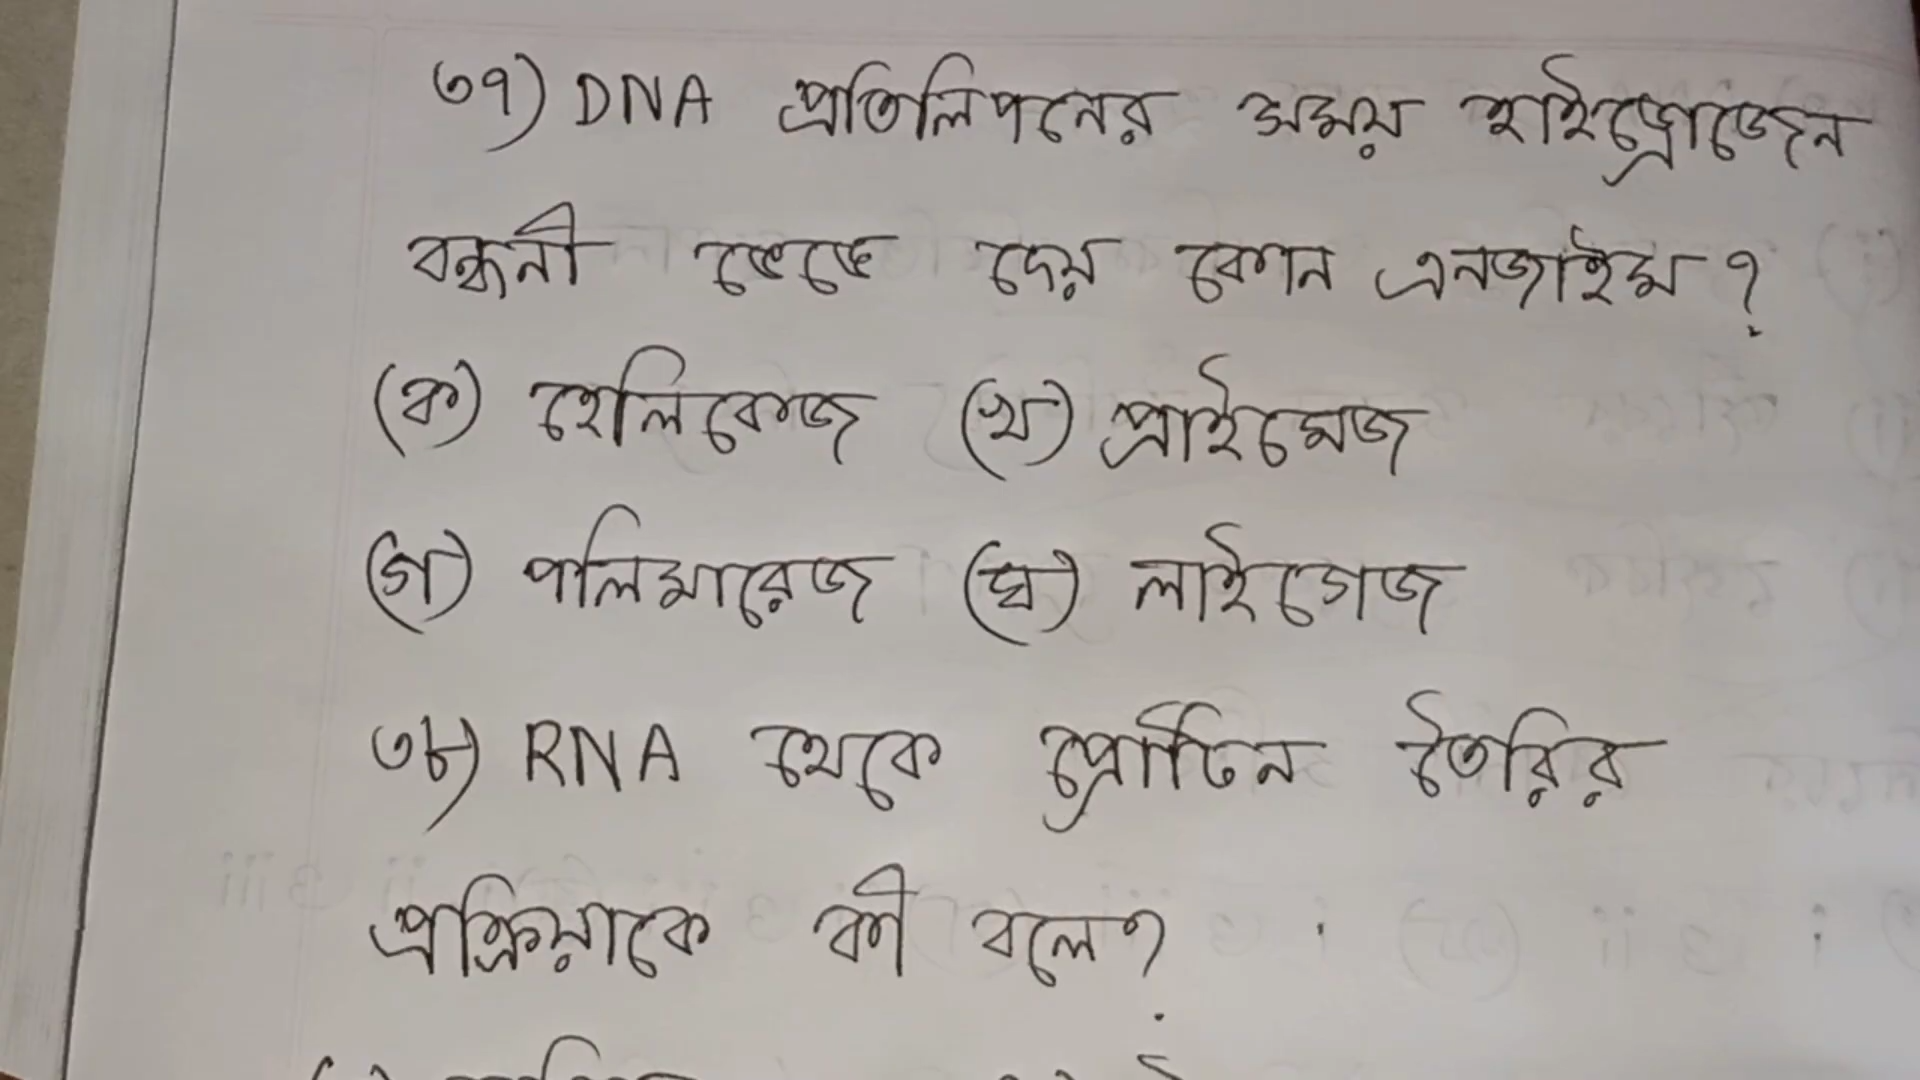 ৩৭) DNA প্রতিলিপনের সময় হাইড্রোজেন
বন্ধনী ভেঙে দেয় কোন এনজাইম?
(ক) হেলিকেজ (খ) প্রাইমেজ
(গ) পলিমারেজ (ঘ) লাইগেজ
৩৮) RNA থেকে প্রোটিন তৈরির
প্রক্রিয়াকে কী বলে?